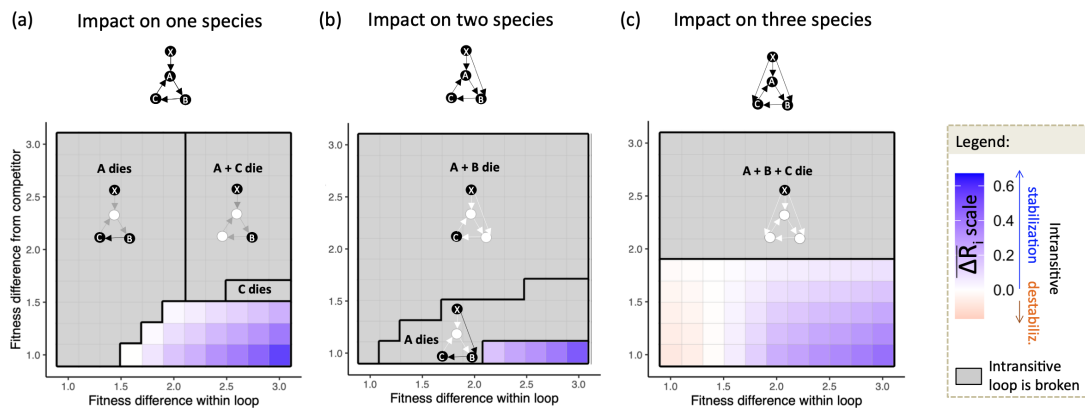 (a) Impact on one species
(b) Impact on two species
(c) Impact on three species
X
A
C B
X
A
C B
X
A
C B
Fitness difference from competitor
3.0
2.5
2.0
1.5
1.0
A dies
X
C B
A + C die
X
B
C dies
1.0 1.5 2.0 2.5 3.0
Fitness difference within loop
3.0
2.5
2.0
1.5
1.0
A + B die
X
C
A dies
X
C B
1.0 1.5 2.0 2.5 3.0
Fitness difference within loop
3.0
2.5
2.0
1.5
1.0
A + B + C die
X
1.0 1.5 2.0 2.5 3.0
Fitness difference within loop
Legend:
ΔRi scale
0.6
0.4
0.2
0.0
stabilization
destabiliz.
Intransitive
Intransitive
loop is broken